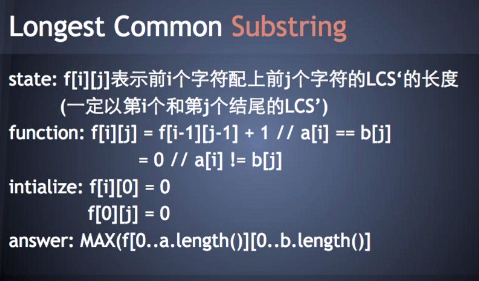 Longest Common Substring
state: f[i][j]表示前i个字符配上前j个字符的LCS‘的长度
(一定以第i个和第j个结尾的LCS’)
function: f[i][j] = f[i-1][j-1] + 1 // a[i] == b[j]
= 0 // a[i] != b[j]
intialize: f[i][0] = 0
f[0][j] = 0
answer: MAX(f[0..a.length()][0..b.length()]